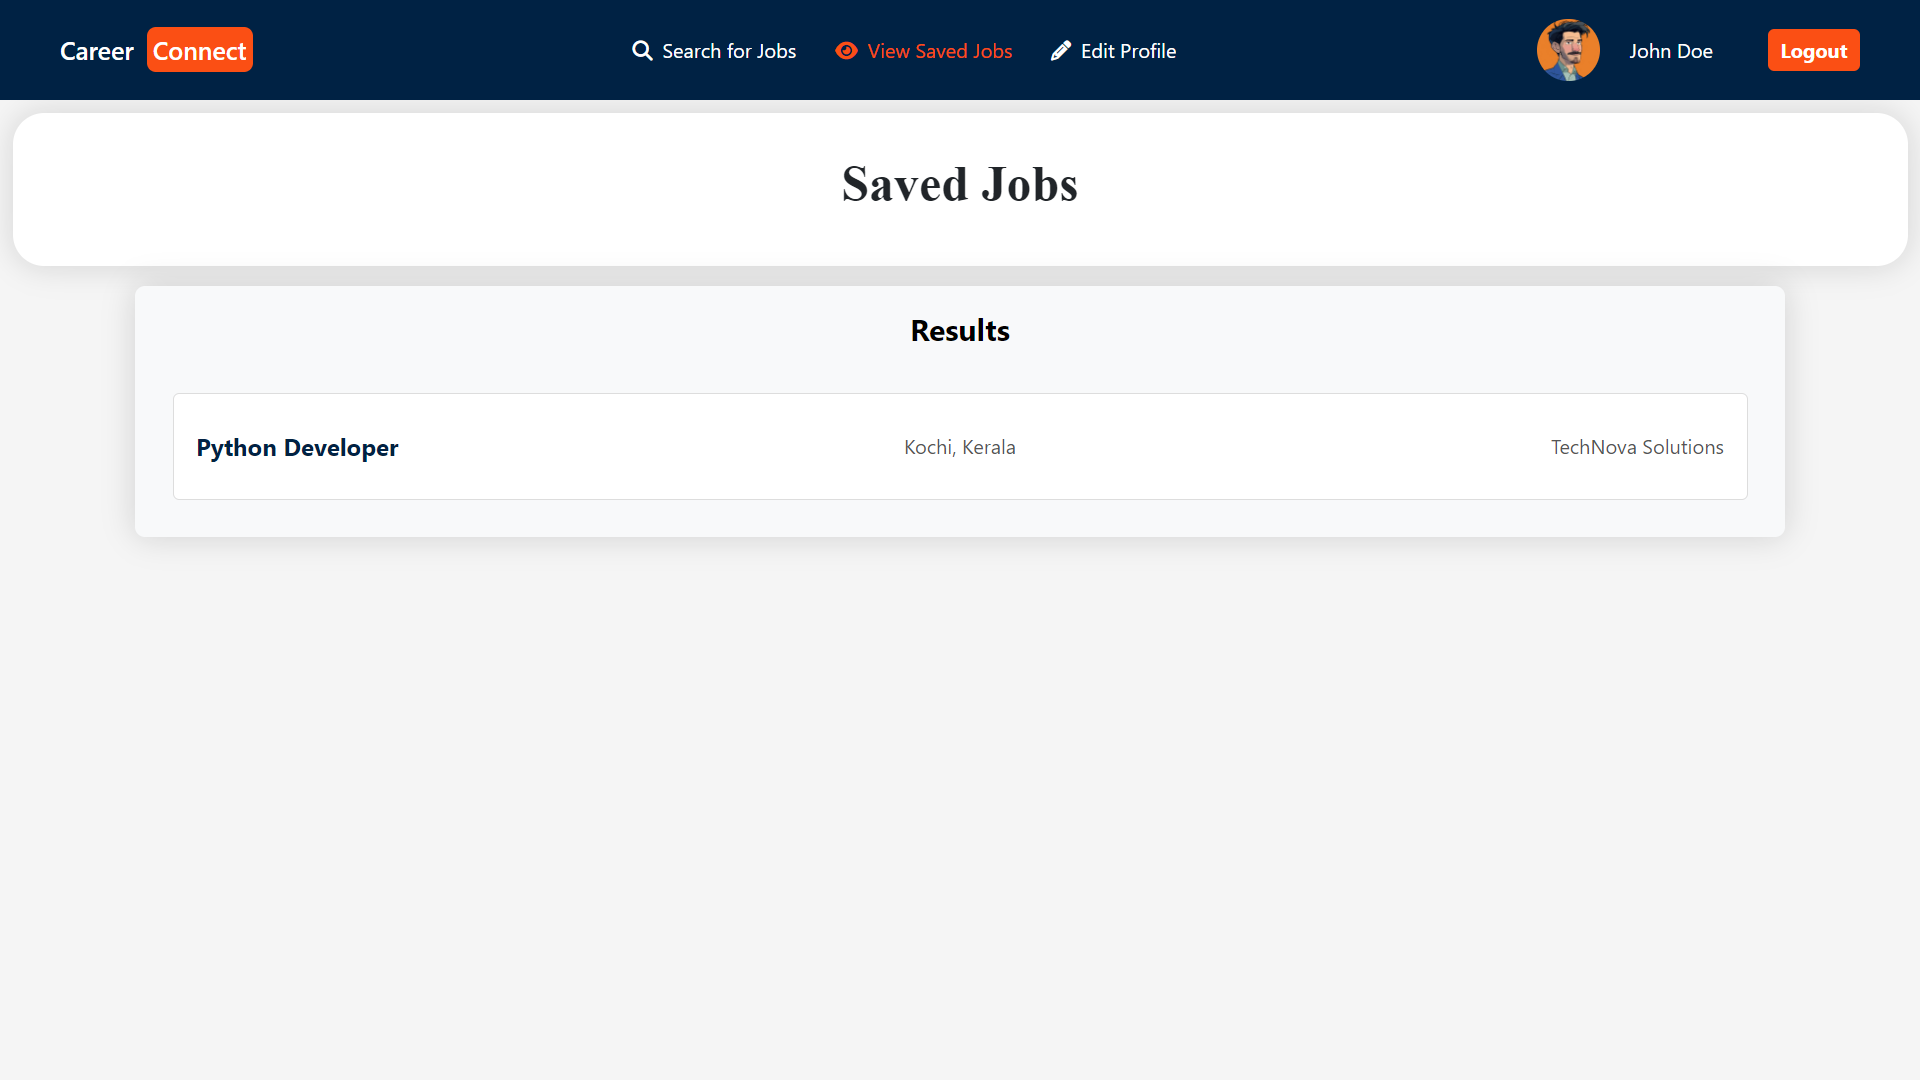 Career Connect
Search for Jobs
View Saved Jobs
Edit Profile
John Doe
Logout
Saved Jobs
Results
Python Developer
Kochi, Kerala
TechNova Solutions